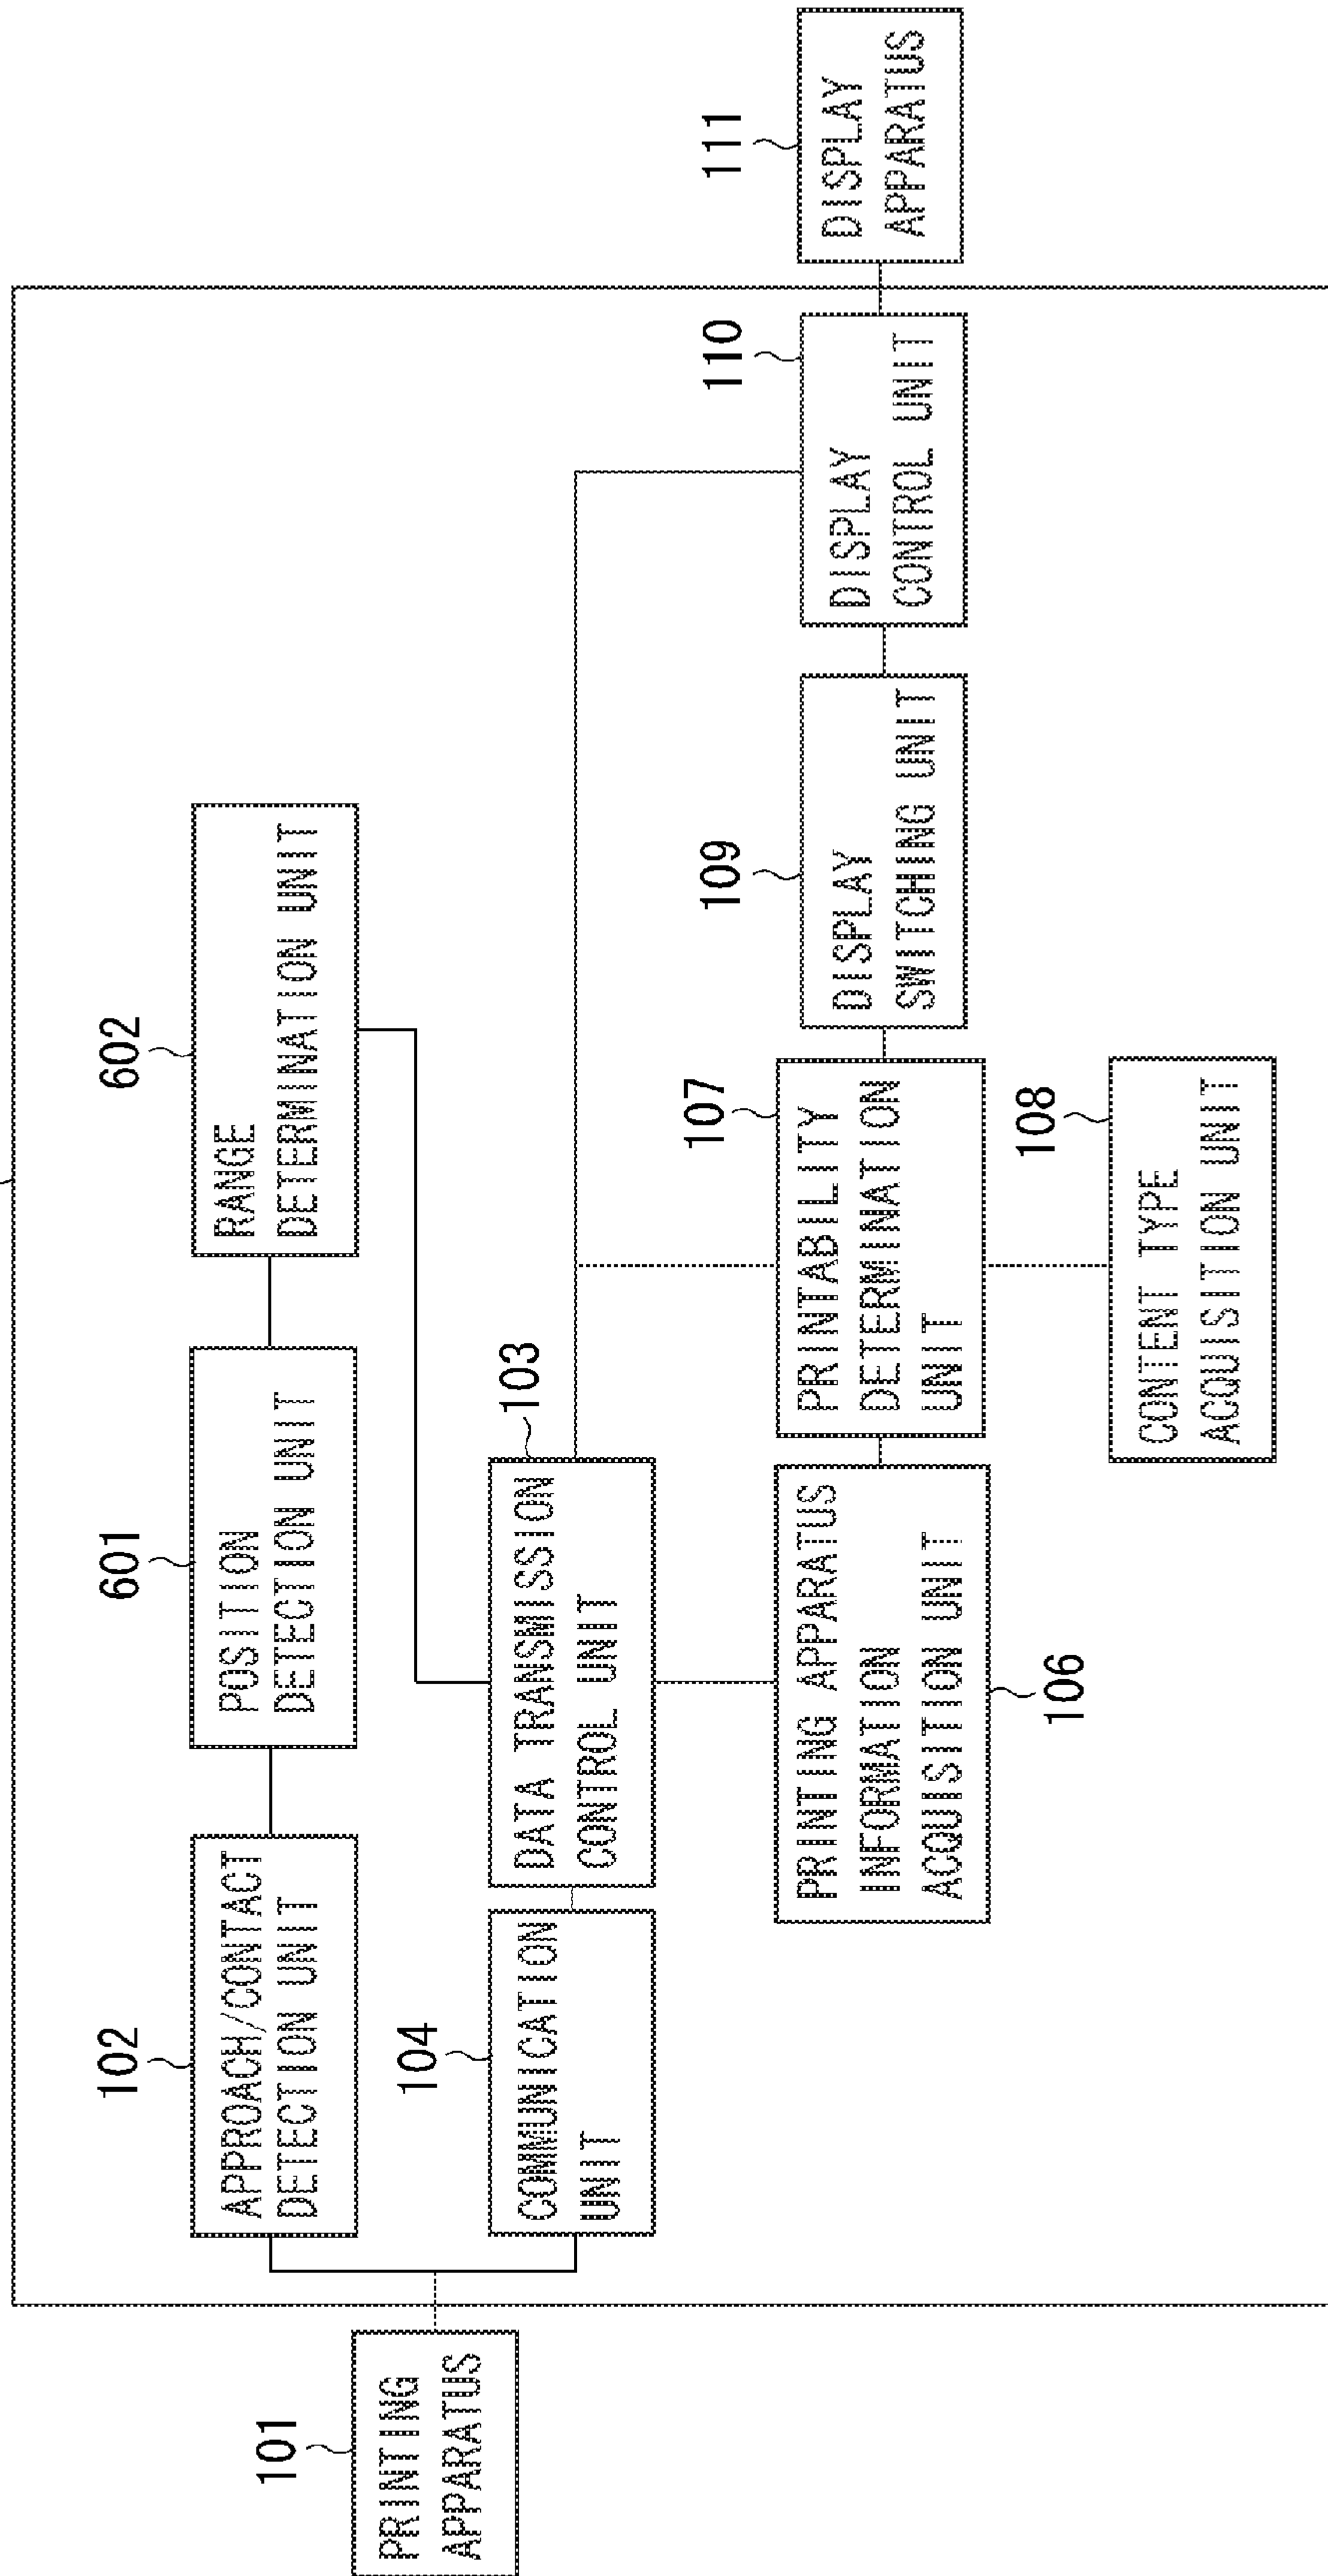 101
PRINTING
APPARATUS
102
APPROACH/CONTACT
DETECTION UNIT
601
POSITION
DETECTION UNIT
602
RANGE
DETERMINATION UNIT
104
COMMUNICATION
UNIT
103
DATA TRANSMISSION
CONTROL UNIT
PRINTING APPARATUS
INFORMATION
ACQUISITION UNIT
106
107
PRINTABILITY
DETERMINATION
UNIT
108
CONTENT TYPE
ACQUISITION UNIT
109
DISPLAY
SWITCHING UNIT
110
DISPLAY
CONTROL UNIT
111
DISPLAY
APPARATUS